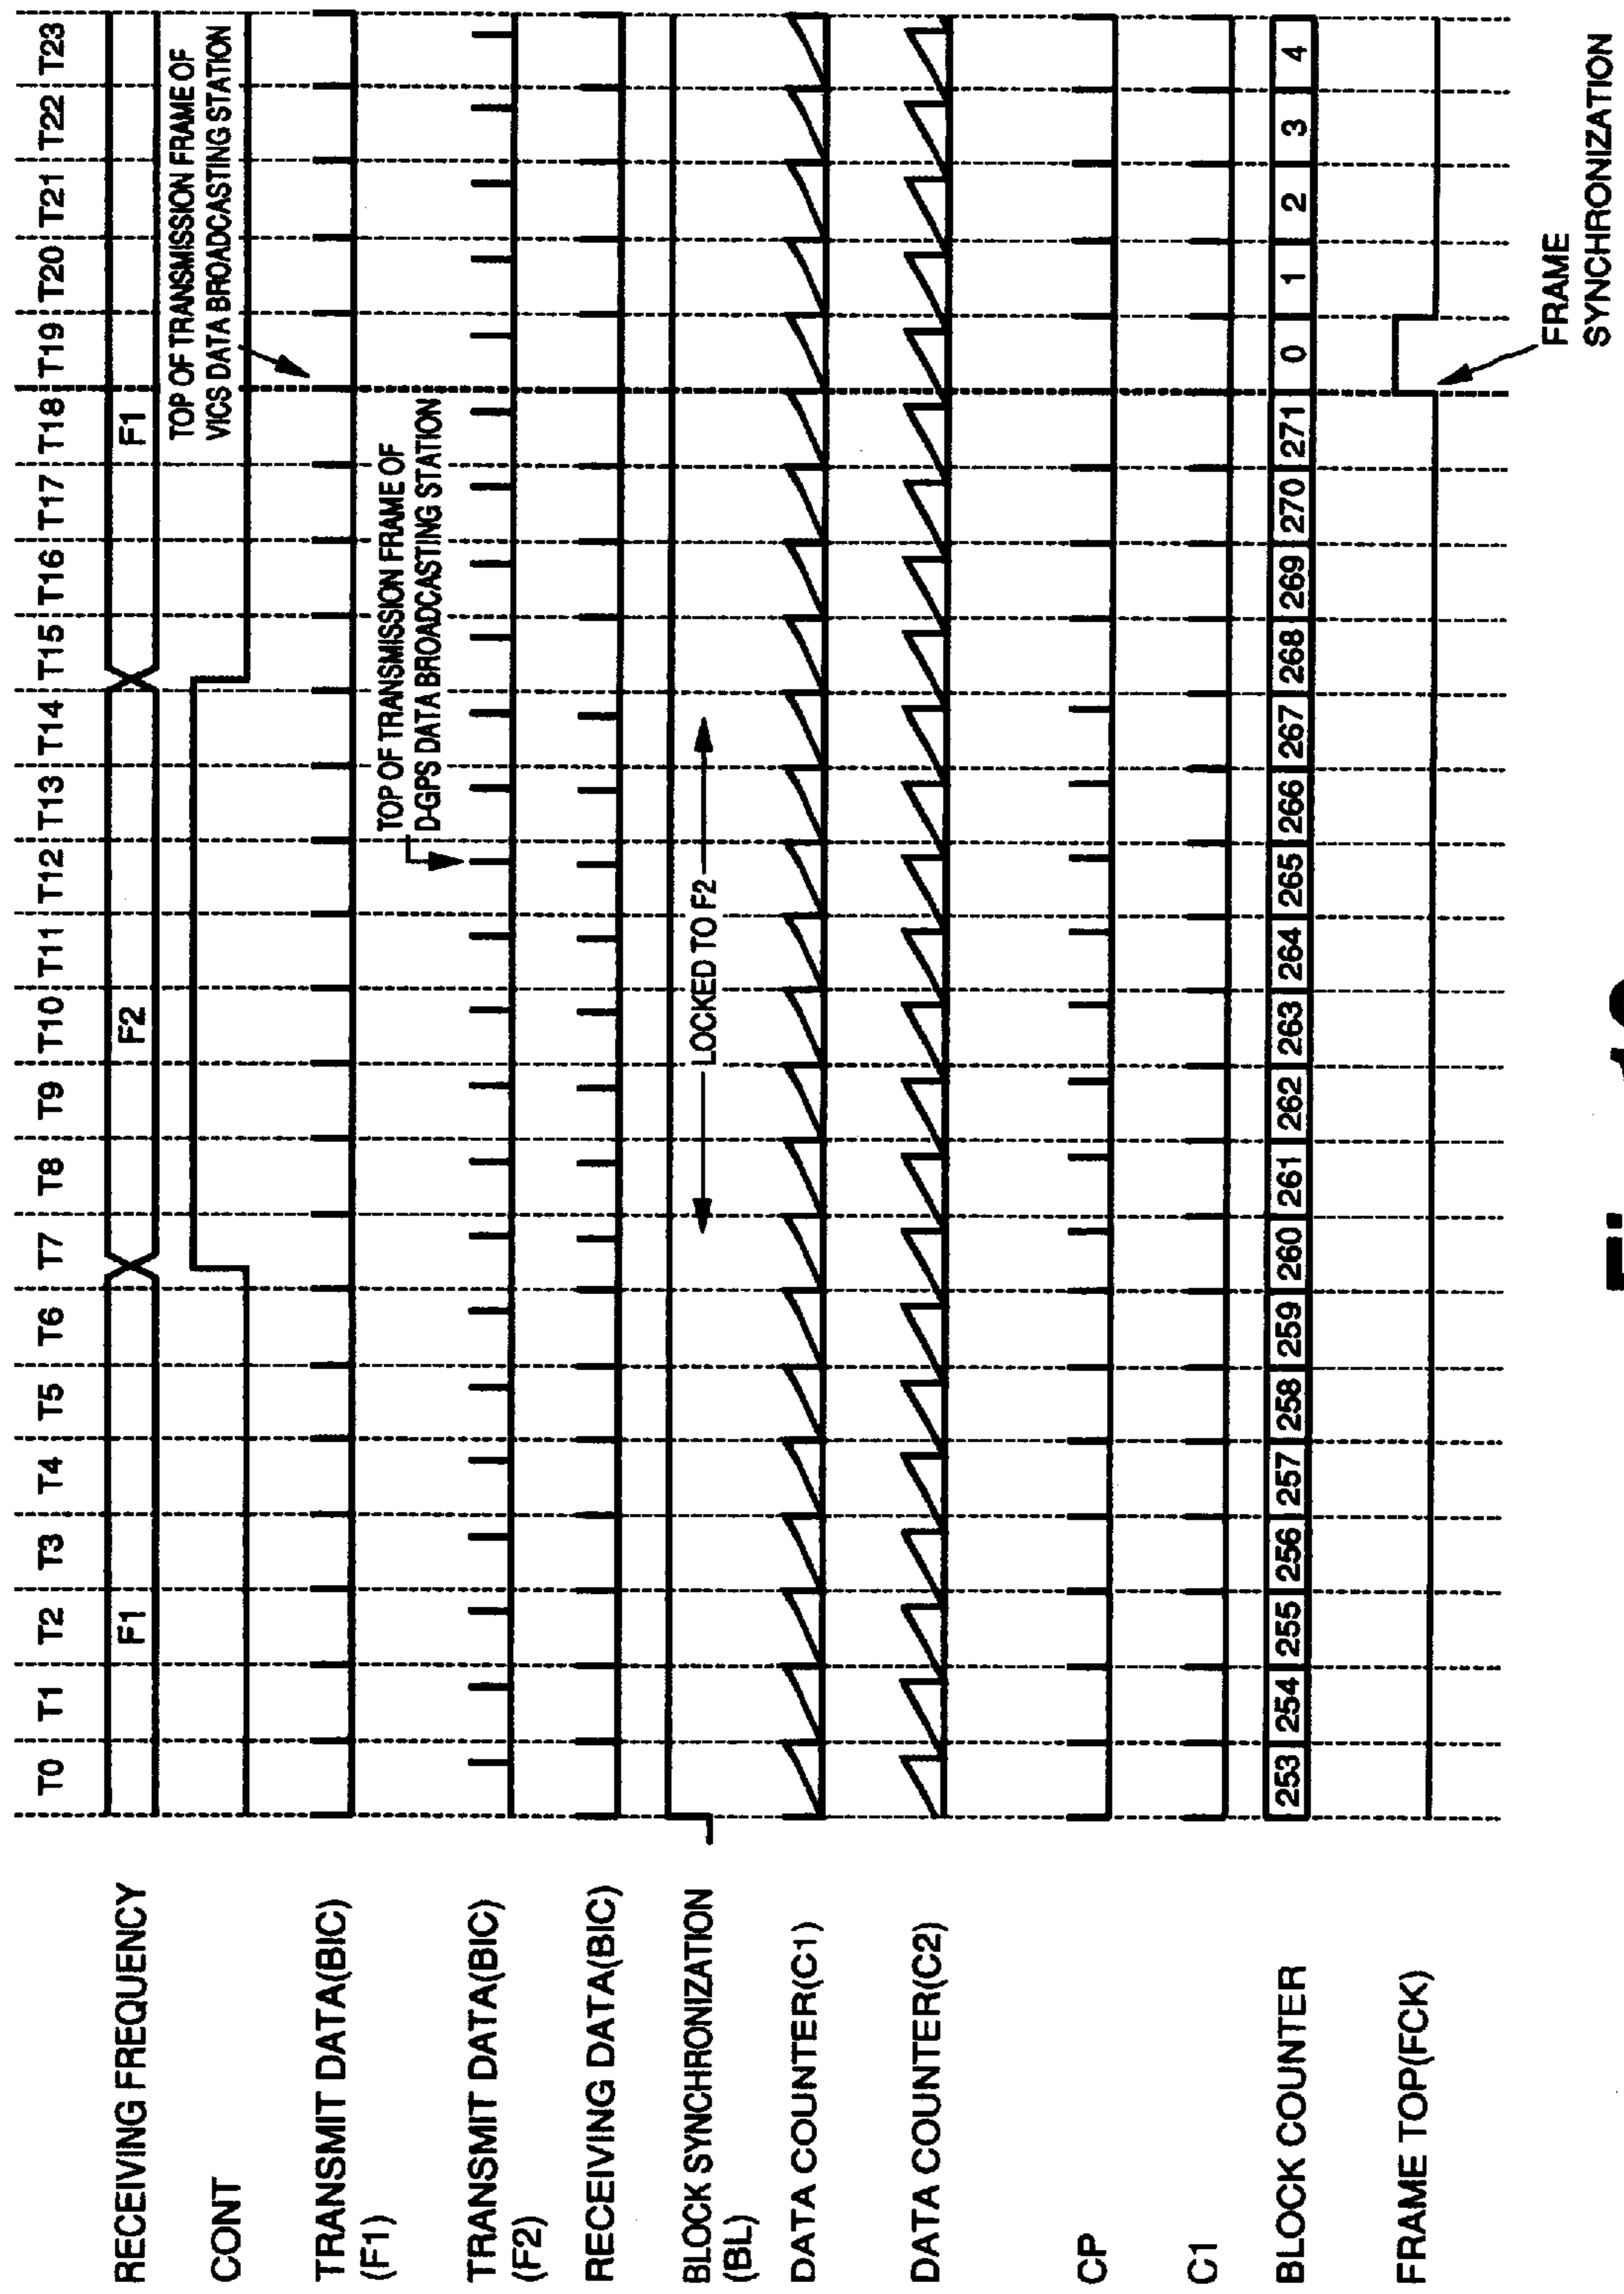 T0 T1 T2 T3 T4 T5 T6 T7 T8 T9 T10 T11 T12 T13 T14 T15 T16 T17 T18 T19 T20 T21 T22 T23
RECEIVING FREQUENCY
F1 F2 F1
CONT
TOP OF TRANSMISSION FRAME OF
VICS DATA BROADCASTING STATION
TRANSMIT DATA(BIC)
(F1)
TOP OF TRANSMISSION FRAME OF
D-GPS DATA BROADCASTING STATION
TRANSMIT DATA(BIC)
(F2)
RECEIVING DATA(BIC)
BLOCK SYNCHRONIZATION
(BL)
LOCKED TO F2
DATA COUNTER(C1)
DATA COUNTER(C2)
CP
C1
BLOCK COUNTER
253 254 255 256 257 258 259 260 261 262 263 264 265 266 267 268 269 270 271 0 1 2 3 4
FRAME TOP(FCK)
FRAME
SYNCHRONIZATION